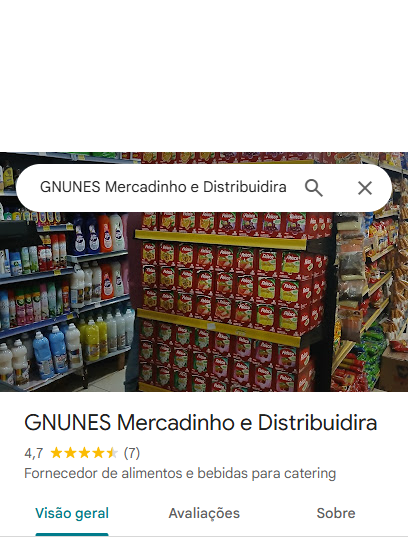 GNUNES Mercadinho e Distribuidira
GNUNES Mercadinho e Distribuidira
4,7 (7)
Fornecedor de alimentos e bebidas para catering
Visão geral
Avaliações
Sobre